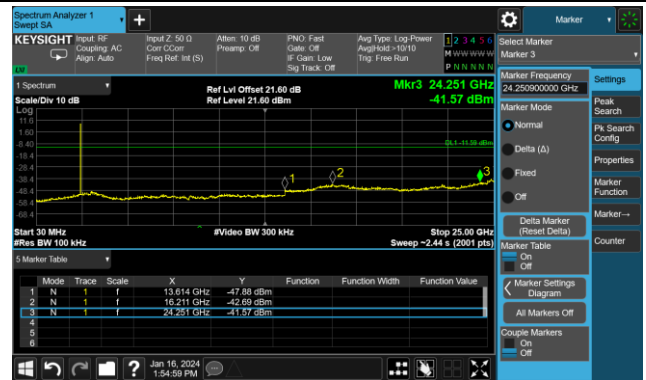 Spectrum Analyzer 1
Swept SA
Marker
KEYSIGHT
Input: RF
Coupling: AC
Align: Auto
Input Z: 50 Ω
Corr CCorr
Freq Ref: Int (S)
Atten: 10 dB
Preamp: Off
PNO: Fast
Gate: Off
IF Gain: Low
Sig Track: Off
Avg Type: Log-Power
Avg|Hold:>10/10
Trig: Free Run
1 2 3 4 5 6
M W W W W W
P N N N N N
Select Marker
Marker 3
1 Spectrum
Scale/Div 10 dB
Log
Ref Lvl Offset 21.60 dB
Ref Level 21.60 dBm
Mkr3 24.251 GHz
-41.57 dBm
11.6
1.60
-8.40
-18.4
-28.4
-38.4
-48.4
-58.4
-68.4
DL1 -11.55 dBm
1
2
3
Start 30 MHz
#Res BW 100 kHz
#Video BW 300 kHz
Stop 25.00 GHz
Sweep ~2.44 s (2001 pts)
5 Marker Table
Mode Trace Scale X Y Function Function Width Function Value
1 N 1 f 13.614 GHz -47.88 dBm
2 N 1 f 16.211 GHz -42.69 dBm
3 N 1 f 24.251 GHz -41.57 dBm
4
5
6
Marker Frequency
24.250900000 GHz
Marker Mode
Normal
Delta (Δ)
Fixed
Off
Delta Marker
(Reset Delta)
Marker Table
On
Off
Marker Settings
Diagram
All Markers Off
Couple Markers
On
Off
Settings
Peak
Search
Pk Search
Config
Properties
Marker
Function
Marker→
Counter
?
Jan 16, 2024
1:54:59 PM